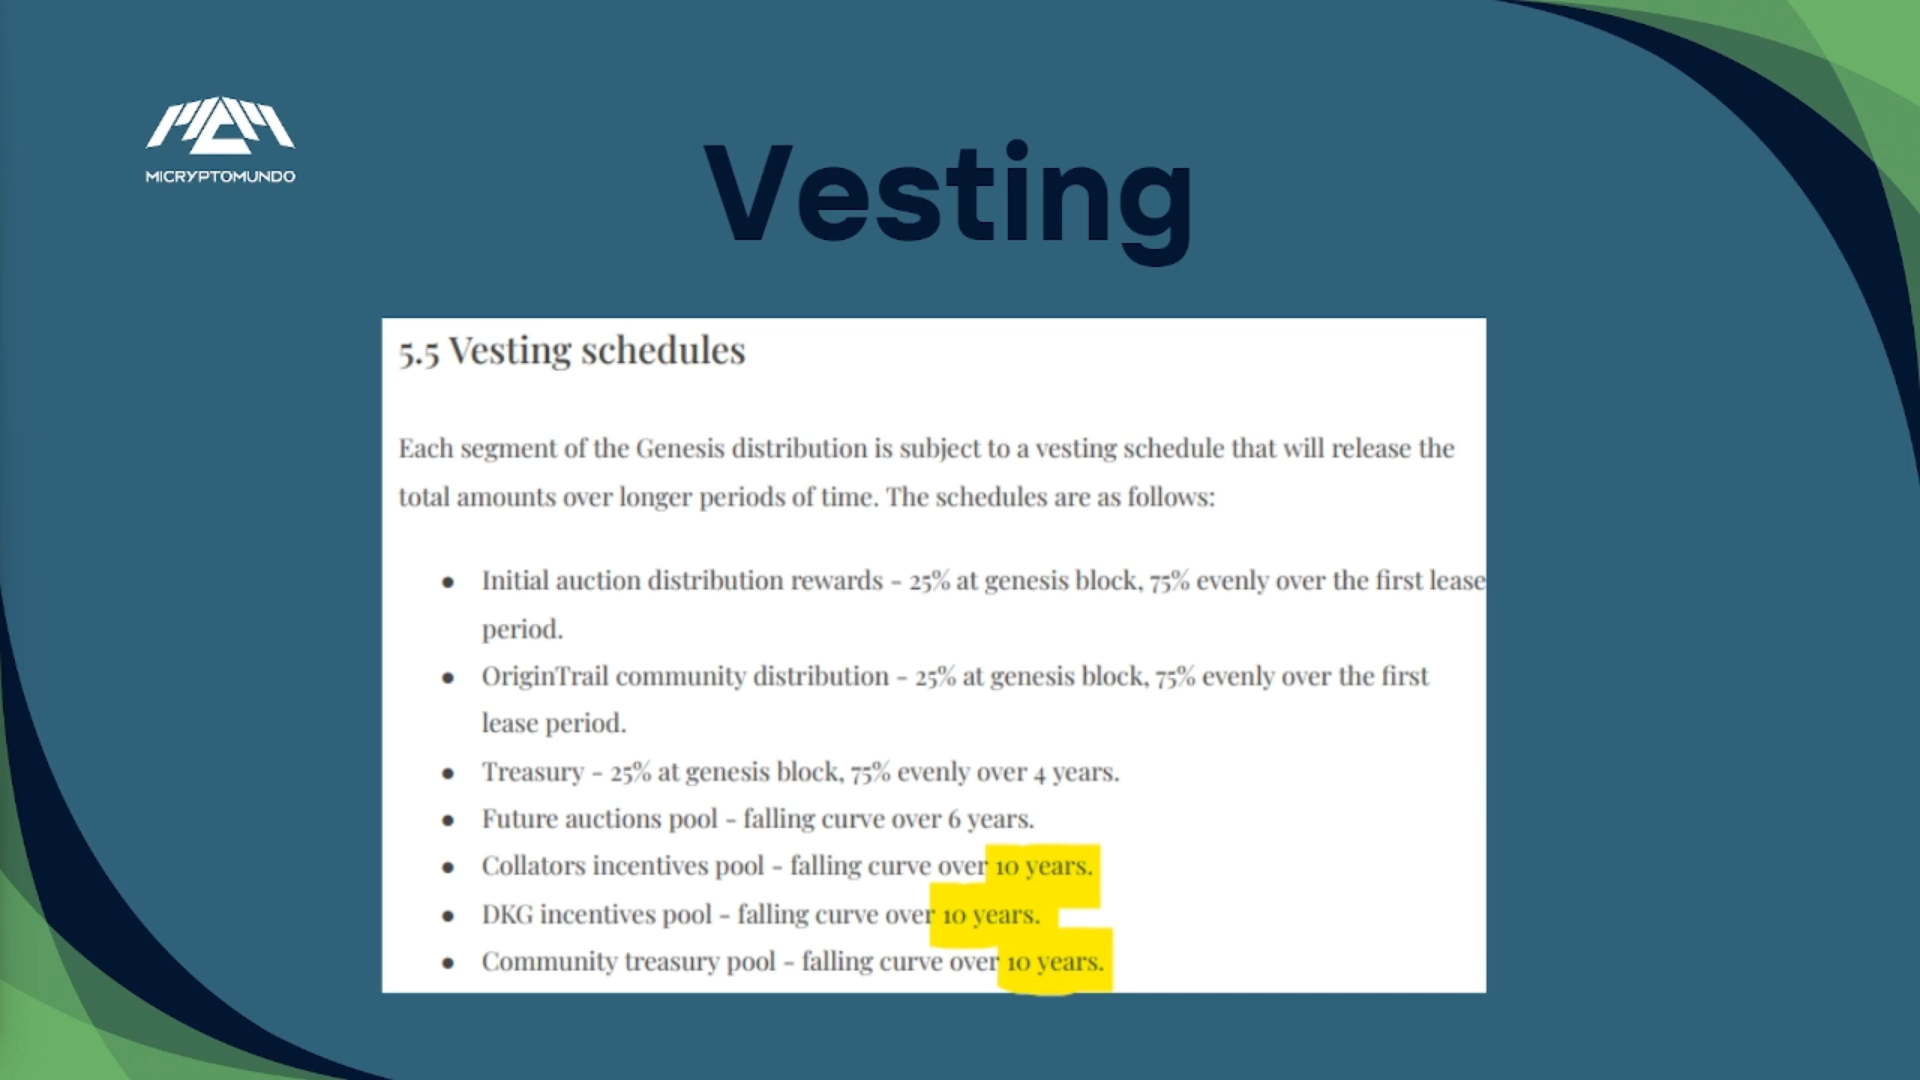 MICRYPTOMUNDO
Vesting
5.5 Vesting schedules
Each segment of the Genesis distribution is subject to a vesting schedule that will release the
total amounts over longer periods of time. The schedules are as follows:
● Initial auction distribution rewards - 25% at genesis block, 75% evenly over the first lease
period.
● OriginTrail community distribution - 25% at genesis block, 75% evenly over the first
lease period.
● Treasury - 25% at genesis block, 75% evenly over 4 years.
● Future auctions pool - falling curve over 6 years.
● Collators incentives pool - falling curve over 10 years.
● DKG incentives pool - falling curve over 10 years.
● Community treasury pool - falling curve over 10 years.